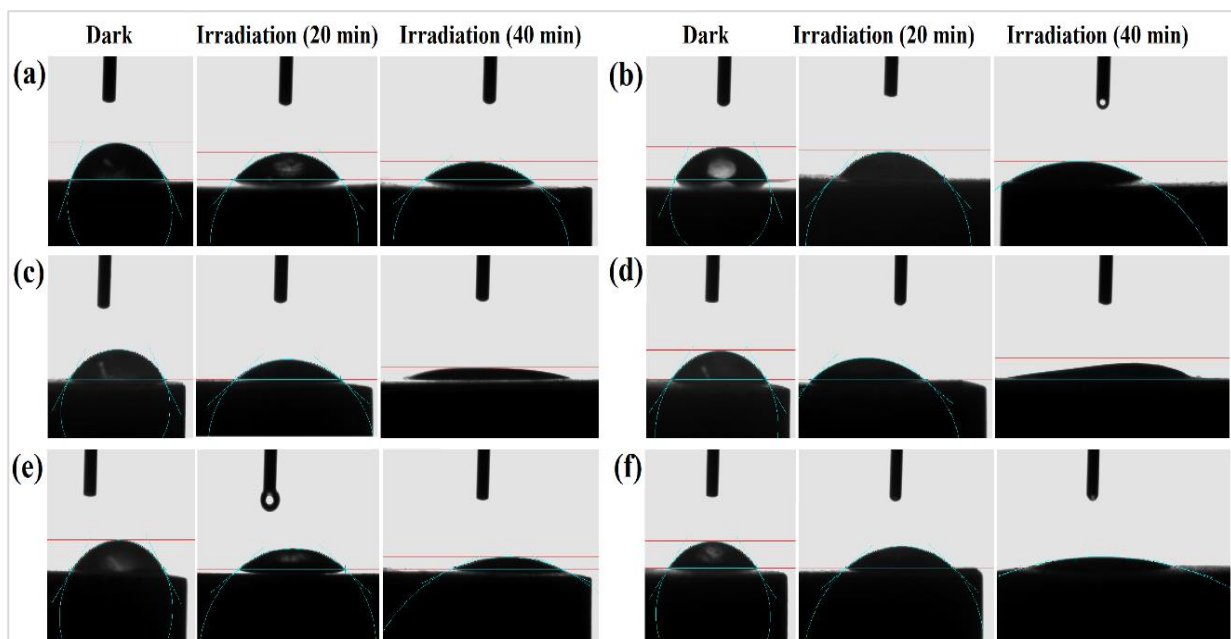 Dark Irradiation (20 min) Irradiation (40 min) Dark Irradiation (20 min) Irradiation (40 min)
(a) (b)
(c) (d)
(e) (f)